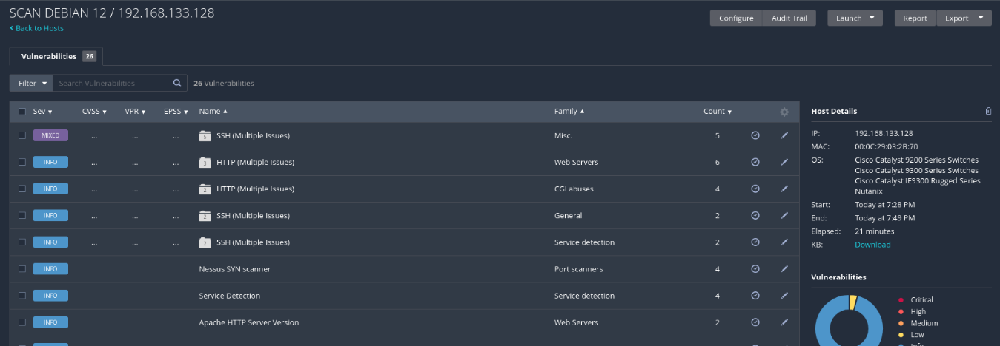 SCAN DEBIAN 12 / 192.168.133.128
Back to Hosts
Configure Audit Trail Launch Report Export
Vulnerabilities 26
Filter Search Vulnerabilities 26 Vulnerabilities
Sev CVSS VPR EPSS Name Family Count
MIXED ... ... ... 5 SSH (Multiple Issues) Misc. 5
INFO ... ... ... 3 HTTP (Multiple Issues) Web Servers 6
INFO ... ... ... 2 HTTP (Multiple Issues) CGI abuses 4
INFO ... ... ... 2 SSH (Multiple Issues) General 2
INFO ... ... ... 2 SSH (Multiple Issues) Service detection 2
INFO Nessus SYN scanner Port scanners 4
INFO Service Detection Service detection 4
INFO Apache HTTP Server Version Web Servers 2
Host Details
IP: 192.168.133.128
MAC: 00:0C:29:03:2B:70
OS: Cisco Catalyst 9200 Series Switches
Cisco Catalyst 9300 Series Switches
Cisco Catalyst IE9300 Rugged Series
Nutanix
Start: Today at 7:28 PM
End: Today at 7:49 PM
Elapsed: 21 minutes
KB: Download
Vulnerabilities
Critical
High
Medium
Low
Info